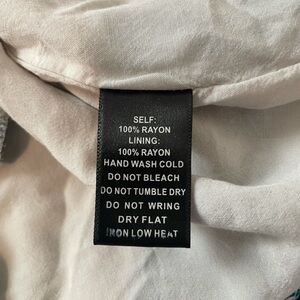 SELF:
100% RAYON
LINING:
100% RAYON
HAND WASH COLD
DO NOT BLEACH
DO NOT TUMBLE DRY
DO NOT WRING
DRY FLAT
IRON LOW HEAT